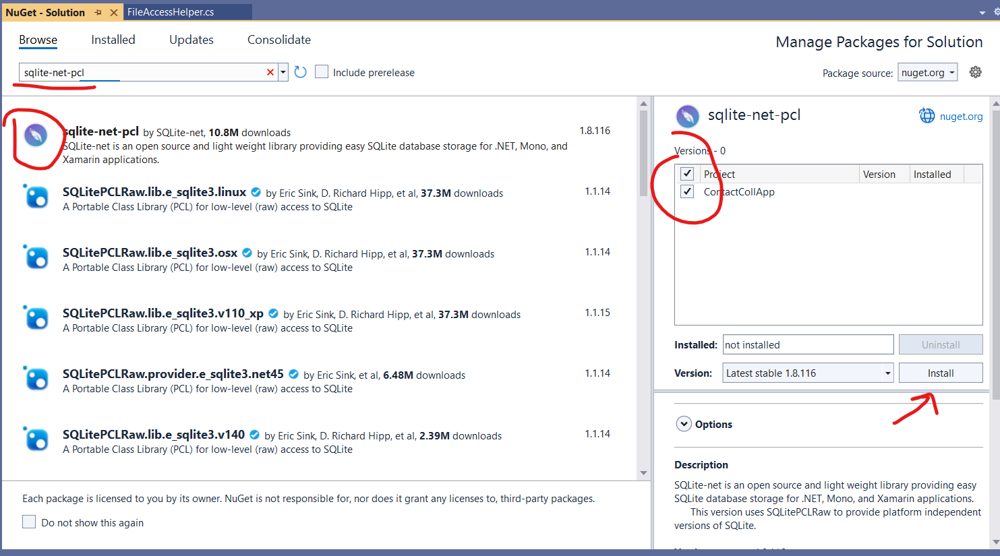 NuGet - Solution
FileAccessHelper.cs
Browse Installed Updates Consolidate
Manage Packages for Solution
sqlite-net-pcl
Include prerelease
Package source: nuget.org
sqlite-net-pcl by SQLite-net, 10.8M downloads 1.8.116
SQLite-net is an open source and light weight library providing easy SQLite database storage for .NET, Mono, and
Xamarin applications.
SQLitePCLRaw.lib.e_sqlite3.linux by Eric Sink, D. Richard Hipp, et al, 37.3M downloads 1.1.14
A Portable Class Library (PCL) for low-level (raw) access to SQLite
SQLitePCLRaw.lib.e_sqlite3.osx by Eric Sink, D. Richard Hipp, et al, 37.3M downloads 1.1.14
A Portable Class Library (PCL) for low-level (raw) access to SQLite
SQLitePCLRaw.lib.e_sqlite3.v110_xp by Eric Sink, D. Richard Hipp, et al, 37.3M downloads 1.1.15
A Portable Class Library (PCL) for low-level (raw) access to SQLite
SQLitePCLRaw.provider.e_sqlite3.net45 by Eric Sink, et al, 6.48M downloads 1.1.14
A Portable Class Library (PCL) for low-level (raw) access to SQLite
SQLitePCLRaw.lib.e_sqlite3.v140 by Eric Sink, D. Richard Hipp, et al, 2.39M downloads 1.1.14
A Portable Class Library (PCL) for low-level (raw) access to SQLite
Each package is licensed to you by its owner. NuGet is not responsible for, nor does it grant any licenses to, third-party packages.
Do not show this again
sqlite-net-pcl
nuget.org
Versions - 0
Project Version Installed
ContactCollApp
Installed: not installed Uninstall
Version: Latest stable 1.8.116 Install
Options
Description
SQLite-net is an open source and light weight library providing easy
SQLite database storage for .NET, Mono, and Xamarin applications.
This version uses SQLitePCLRaw to provide platform independent
versions of SQLite.